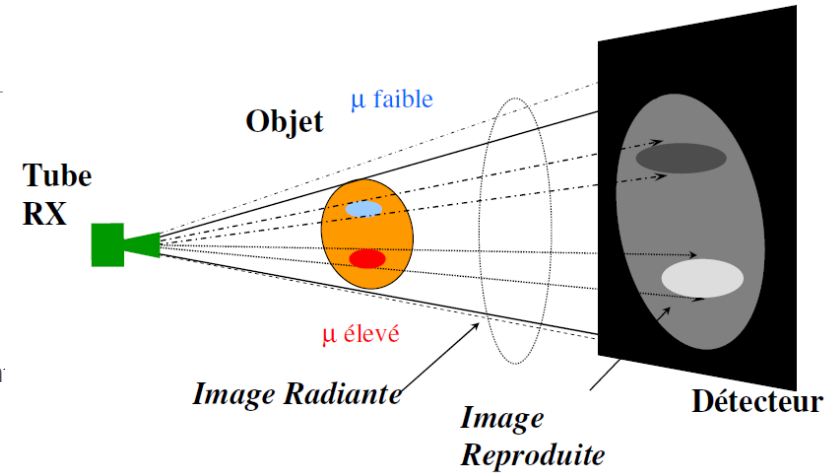 μ faible
Objet
Tube
RX
μ élevé
Image Radiante
Image
Reproduite
Détecteur